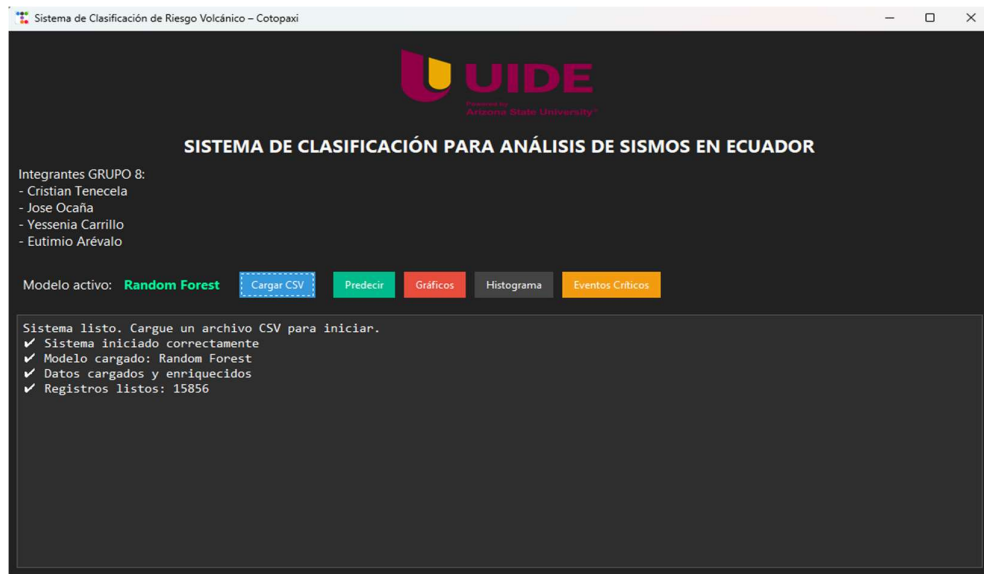 Sistema de Clasificación de Riesgo Volcánico – Cotopaxi
UIDE
Powered by
Arizona State University™
SISTEMA DE CLASIFICACIÓN PARA ANÁLISIS DE SISMOS EN ECUADOR
Integrantes GRUPO 8:
- Cristian Tenecela
- Jose Ocaña
- Yessenia Carrillo
- Eutimio Arévalo
Modelo activo: Random Forest Cargar CSV Predecir Gráficos Histograma Eventos Críticos
Sistema listo. Cargue un archivo CSV para iniciar.
✔ Sistema iniciado correctamente
✔ Modelo cargado: Random Forest
✔ Datos cargados y enriquecidos
✔ Registros listos: 15856